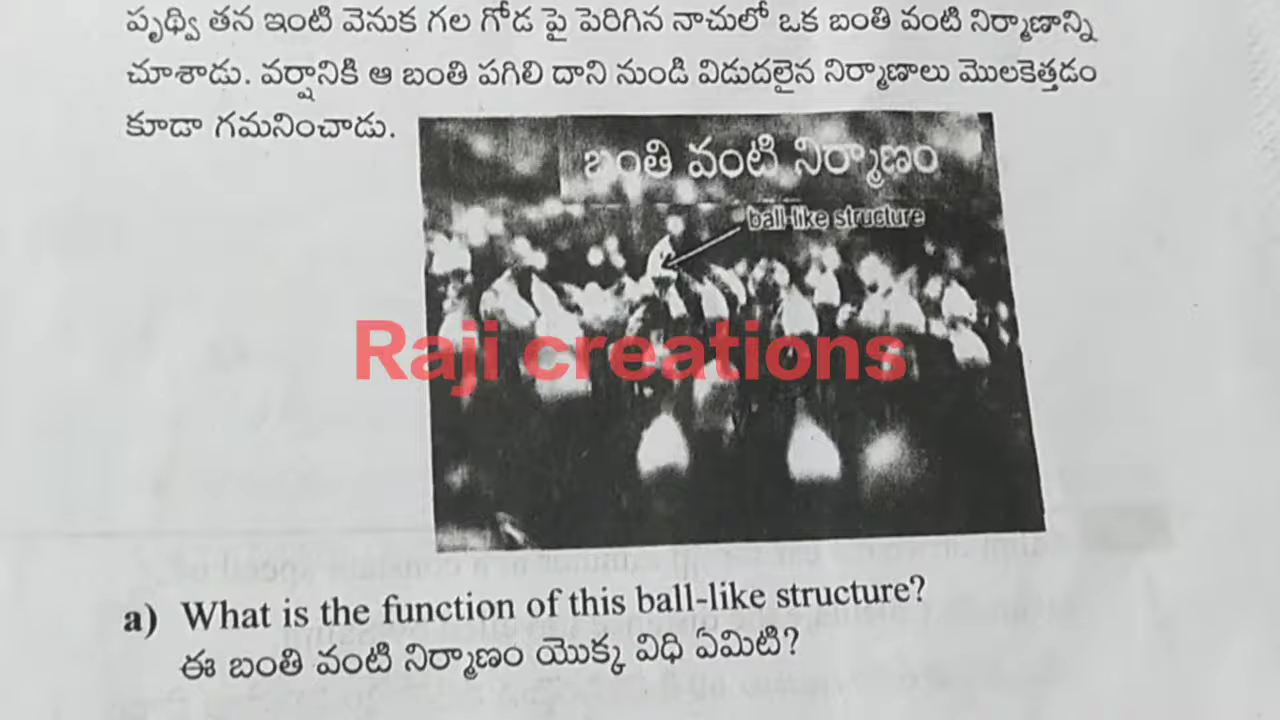 పృథ్వి తన ఇంటి వెనుక గల గోడ పై పెరిగిన నాచులో ఒక బంతి వంటి నిర్మాణాన్ని
చూశాడు. వర్షానికి ఆ బంతి పగిలి దాని నుండి విడుదలైన నిర్మాణాలు మొలకెత్తడం
కూడా గమనించాడు.
బంతి వంటి నిర్మాణం
ball-like structure
Raji creations
a) What is the function of this ball-like structure?
ఈ బంతి వంటి నిర్మాణం యొక్క విధి ఏమిటి?